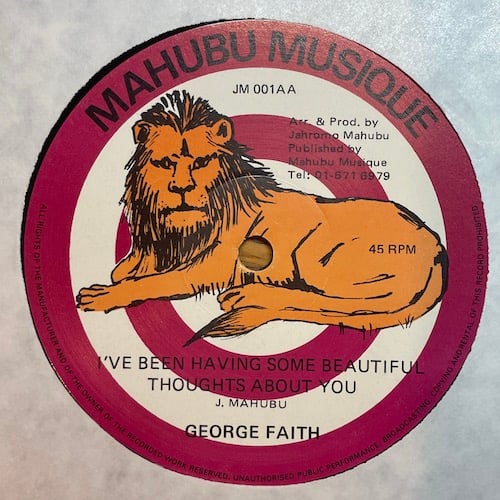 MAHUBU MUSIQUE
JM 001AA
Arr. & Prod. by
Jahromo Mahubu
Published by
Mahubu Musique
Tel: 01-671 6979
45 RPM
I'VE BEEN HAVING SOME BEAUTIFUL
THOUGHTS ABOUT YOU
J. MAHUBU
GEORGE FAITH
ALL RIGHTS OF THE MANUFACTURER AND OF THE OWNER OF THE RECORDED WORK RESERVED. UNAUTHORISED PUBLIC PERFORMANCE, BROADCASTING, COPYING AND RENTAL OF THIS RECORD PROHIBITED